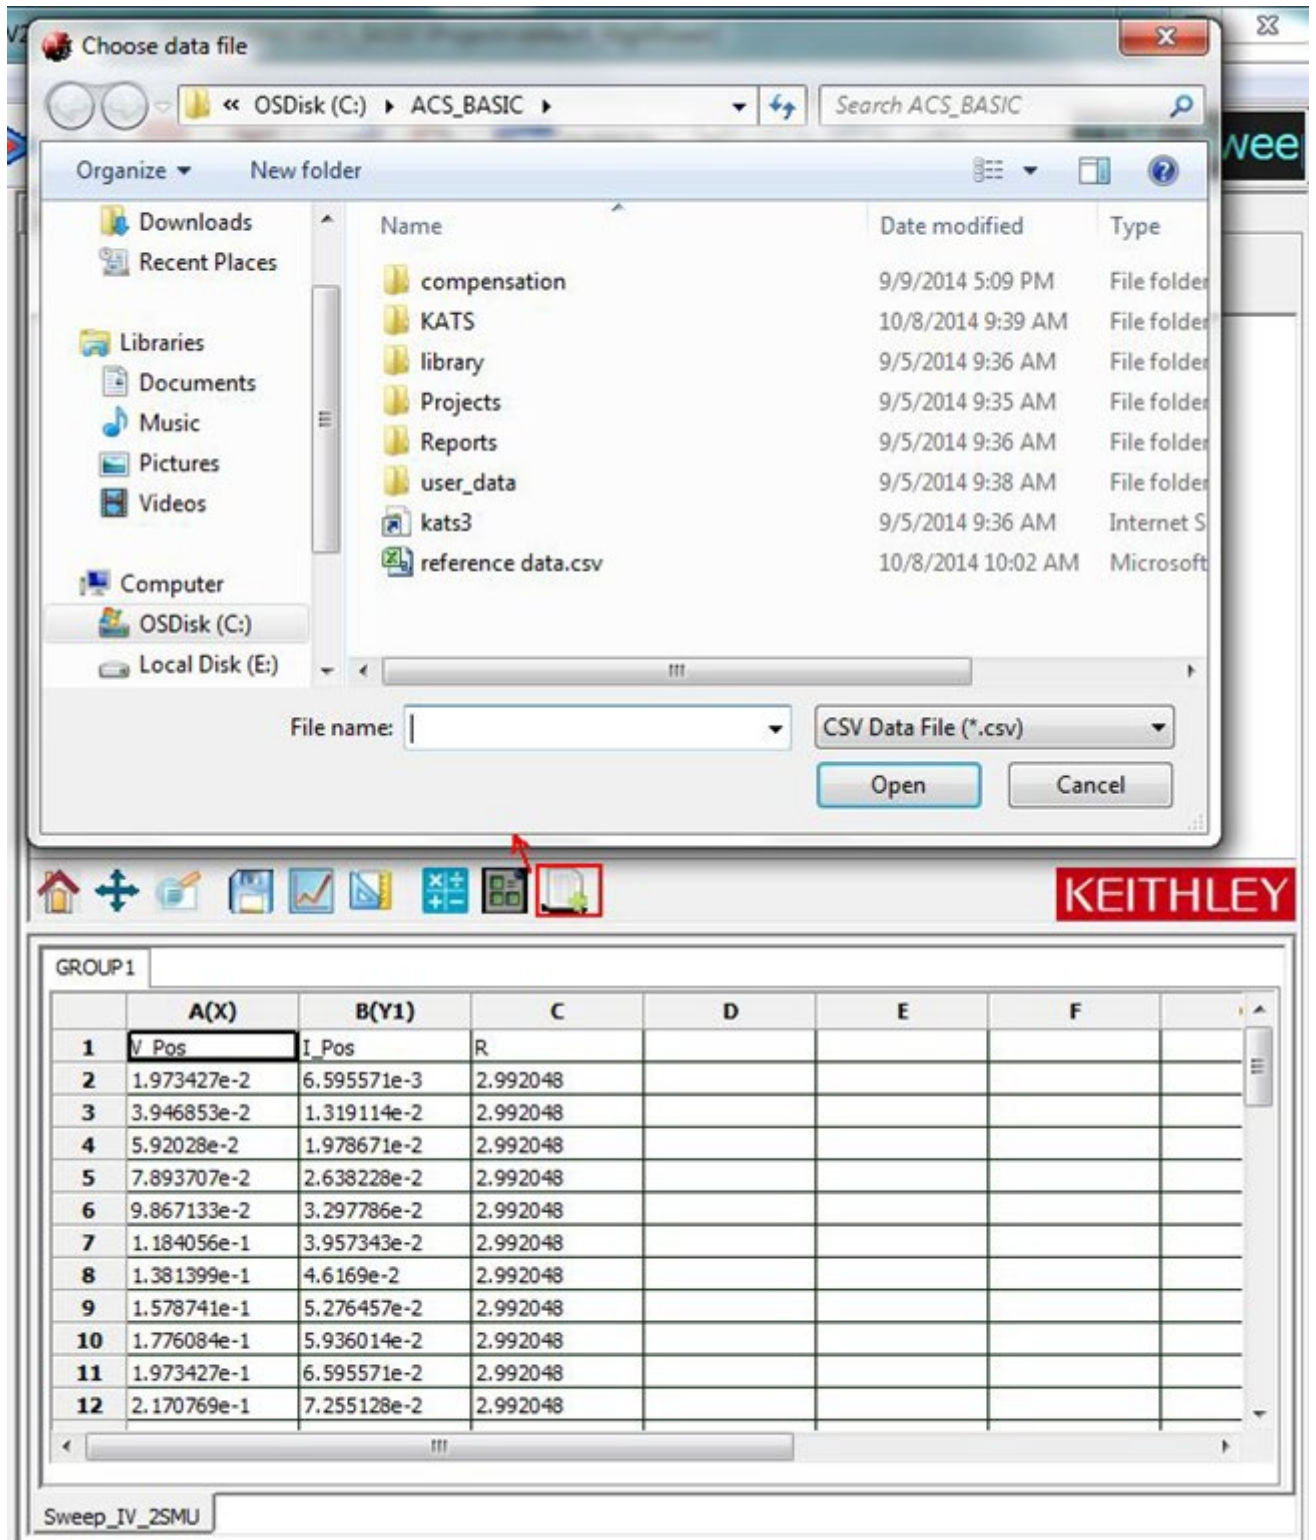 Choose data file
« OSDisk (C:) ▸ ACS_BASIC ▸ Search ACS_BASIC
Organize New folder
Downloads
Recent Places
Libraries
Documents
Music
Pictures
Videos
Computer
OSDisk (C:)
Local Disk (E:)
Name Date modified Type
compensation 9/9/2014 5:09 PM File folder
KATS 10/8/2014 9:39 AM File folder
library 9/5/2014 9:36 AM File folder
Projects 9/5/2014 9:35 AM File folder
Reports 9/5/2014 9:36 AM File folder
user_data 9/5/2014 9:38 AM File folder
kats3 9/5/2014 9:36 AM Internet S
reference data.csv 10/8/2014 10:02 AM Microsoft
File name: CSV Data File (*.csv)
Open Cancel
KEITHLEY
GROUP1
A(X) B(Y1) C D E F
1 V_Pos I_Pos R
2 1.973427e-2 6.595571e-3 2.992048
3 3.946853e-2 1.319114e-2 2.992048
4 5.92028e-2 1.978671e-2 2.992048
5 7.893707e-2 2.638228e-2 2.992048
6 9.867133e-2 3.297786e-2 2.992048
7 1.184056e-1 3.957343e-2 2.992048
8 1.381399e-1 4.6169e-2 2.992048
9 1.578741e-1 5.276457e-2 2.992048
10 1.776084e-1 5.936014e-2 2.992048
11 1.973427e-1 6.595571e-2 2.992048
12 2.170769e-1 7.255128e-2 2.992048
Sweep_IV_2SMU